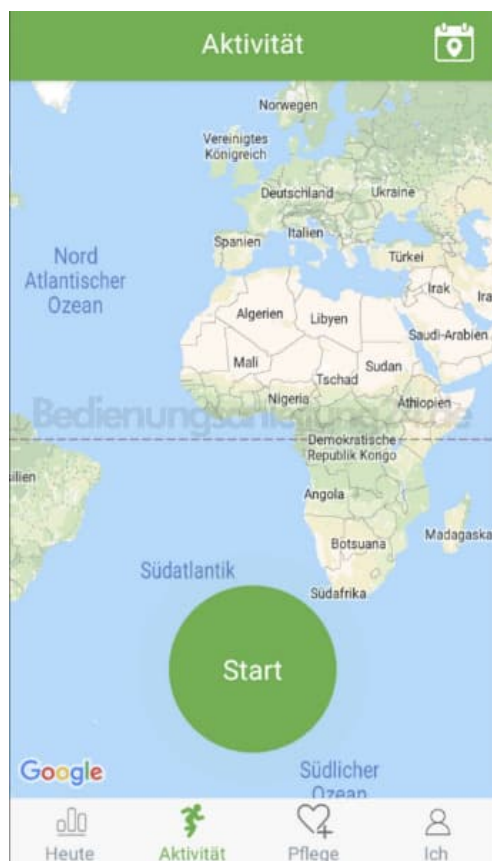 Aktivität
Norwegen
Vereinigtes
Königreich
Deutschland
Ukraine
Nord
Atlantischer
Ozean
Spanien
Italien
Türkei
Irak
Ira
Algerien
Libyen
Saudi-Arabien
Mali
Tschad
Sudan
Nigeria
Äthiopien
Demokratische
Republik Kongo
ilien
Angola
Botsuana
Madagaska
Südatlantik
Südafrika
Start
Google
Südlicher
Ozean
Heute
Aktivität
Pflege
Ich